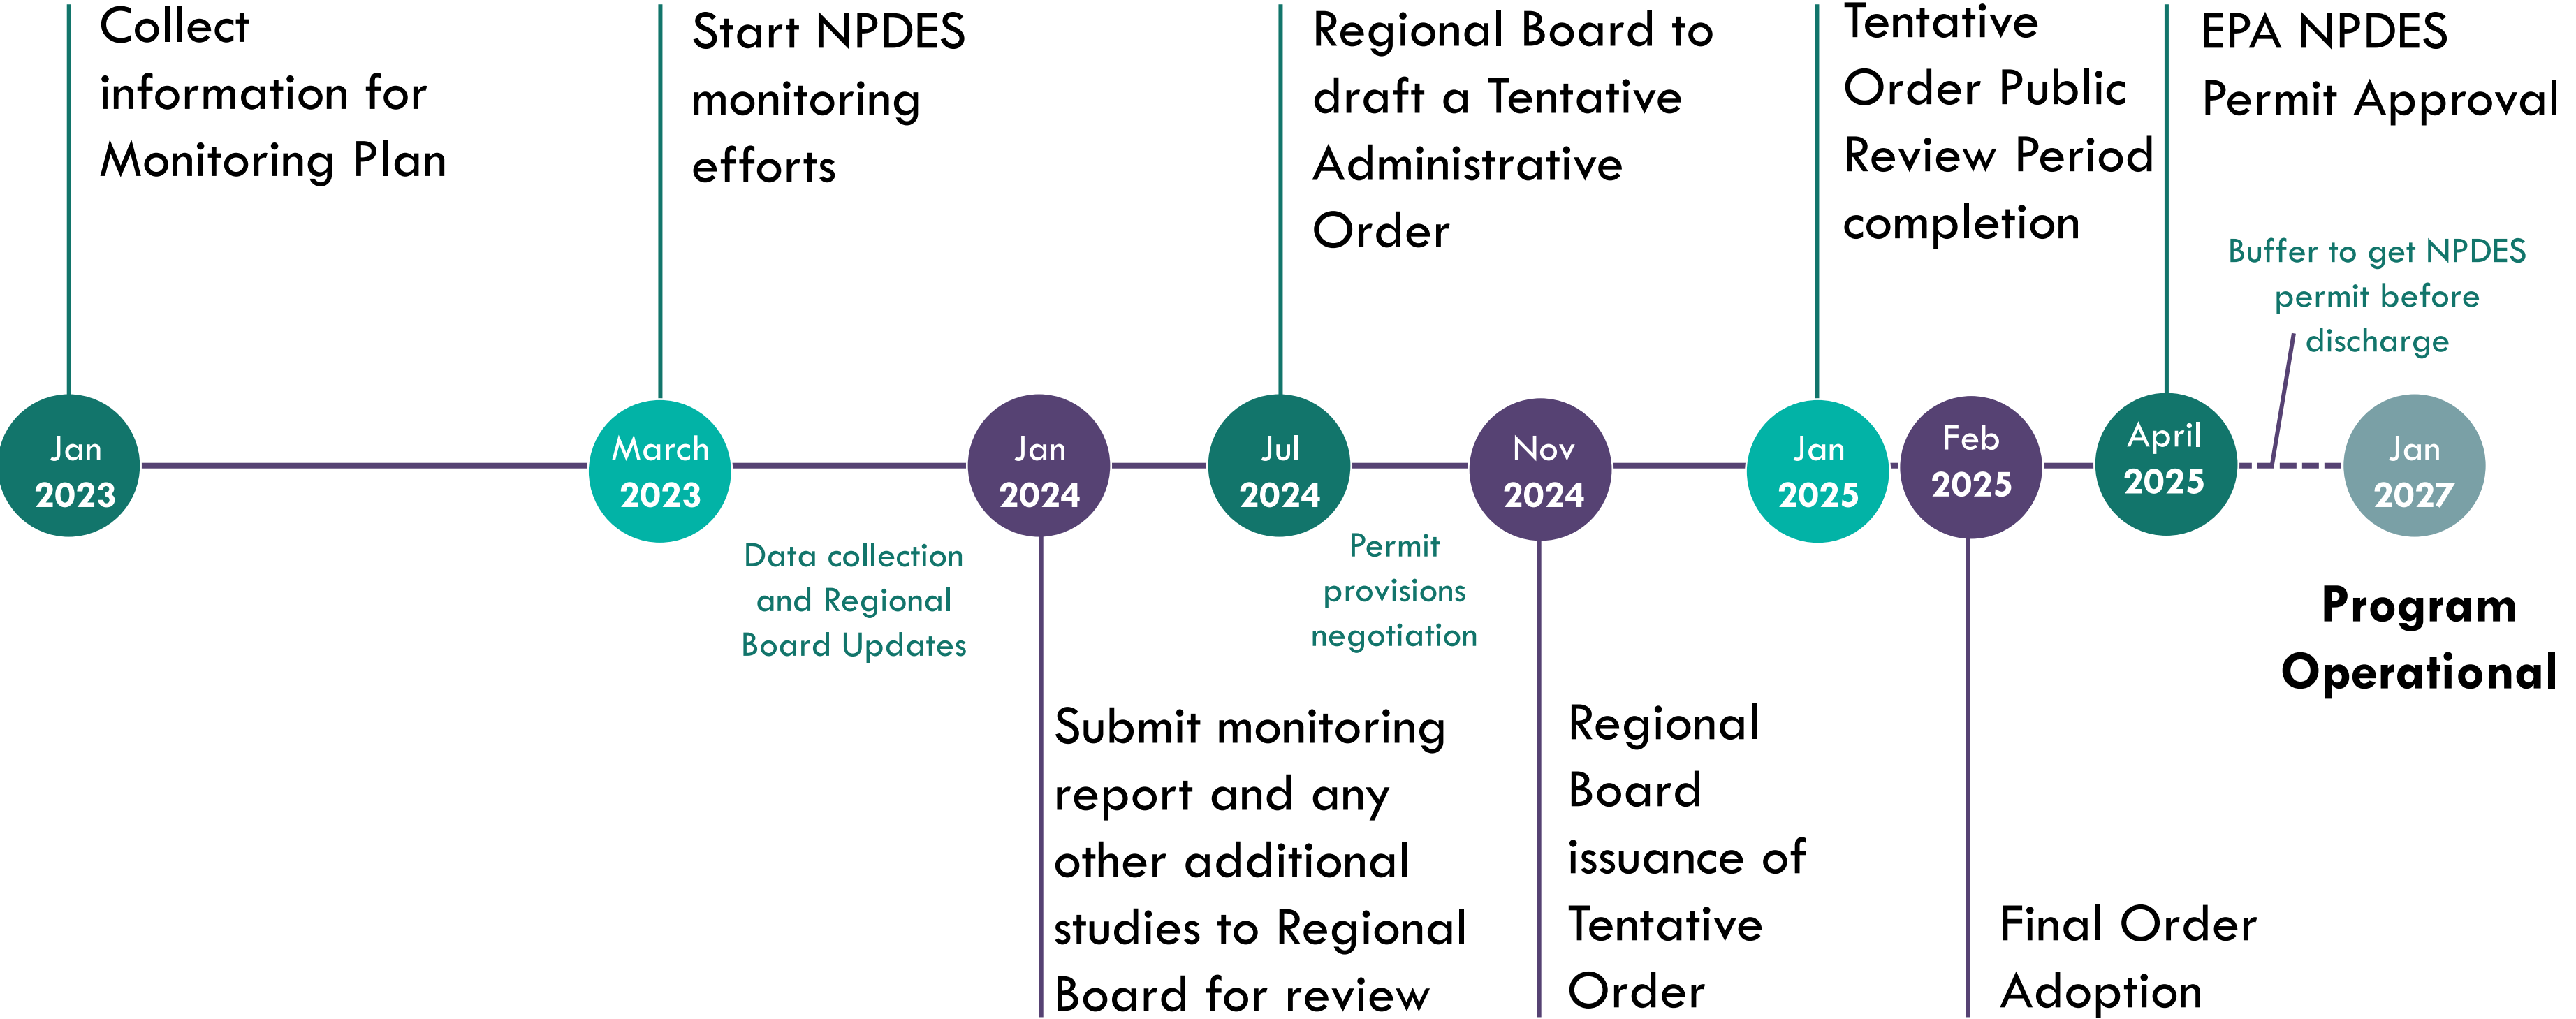 Collect
information for
Monitoring Plan
Start NPDES
monitoring
efforts
Regional Board to
draft a Tentative
Administrative
Order
Tentative
Order Public
Review Period
completion
EPA NPDES
Permit Approval
Buffer to get NPDES
permit before
discharge
Jan
2023
March
2023
Jan
2024
Jul
2024
Nov
2024
Jan
2025
Feb
2025
April
2025
Jan
2027
Data collection
and Regional
Board Updates
Permit
provisions
negotiation
Program
Operational
Submit monitoring
report and any
other additional
studies to Regional
Board for review
Regional
Board
issuance of
Tentative
Order
Final Order
Adoption